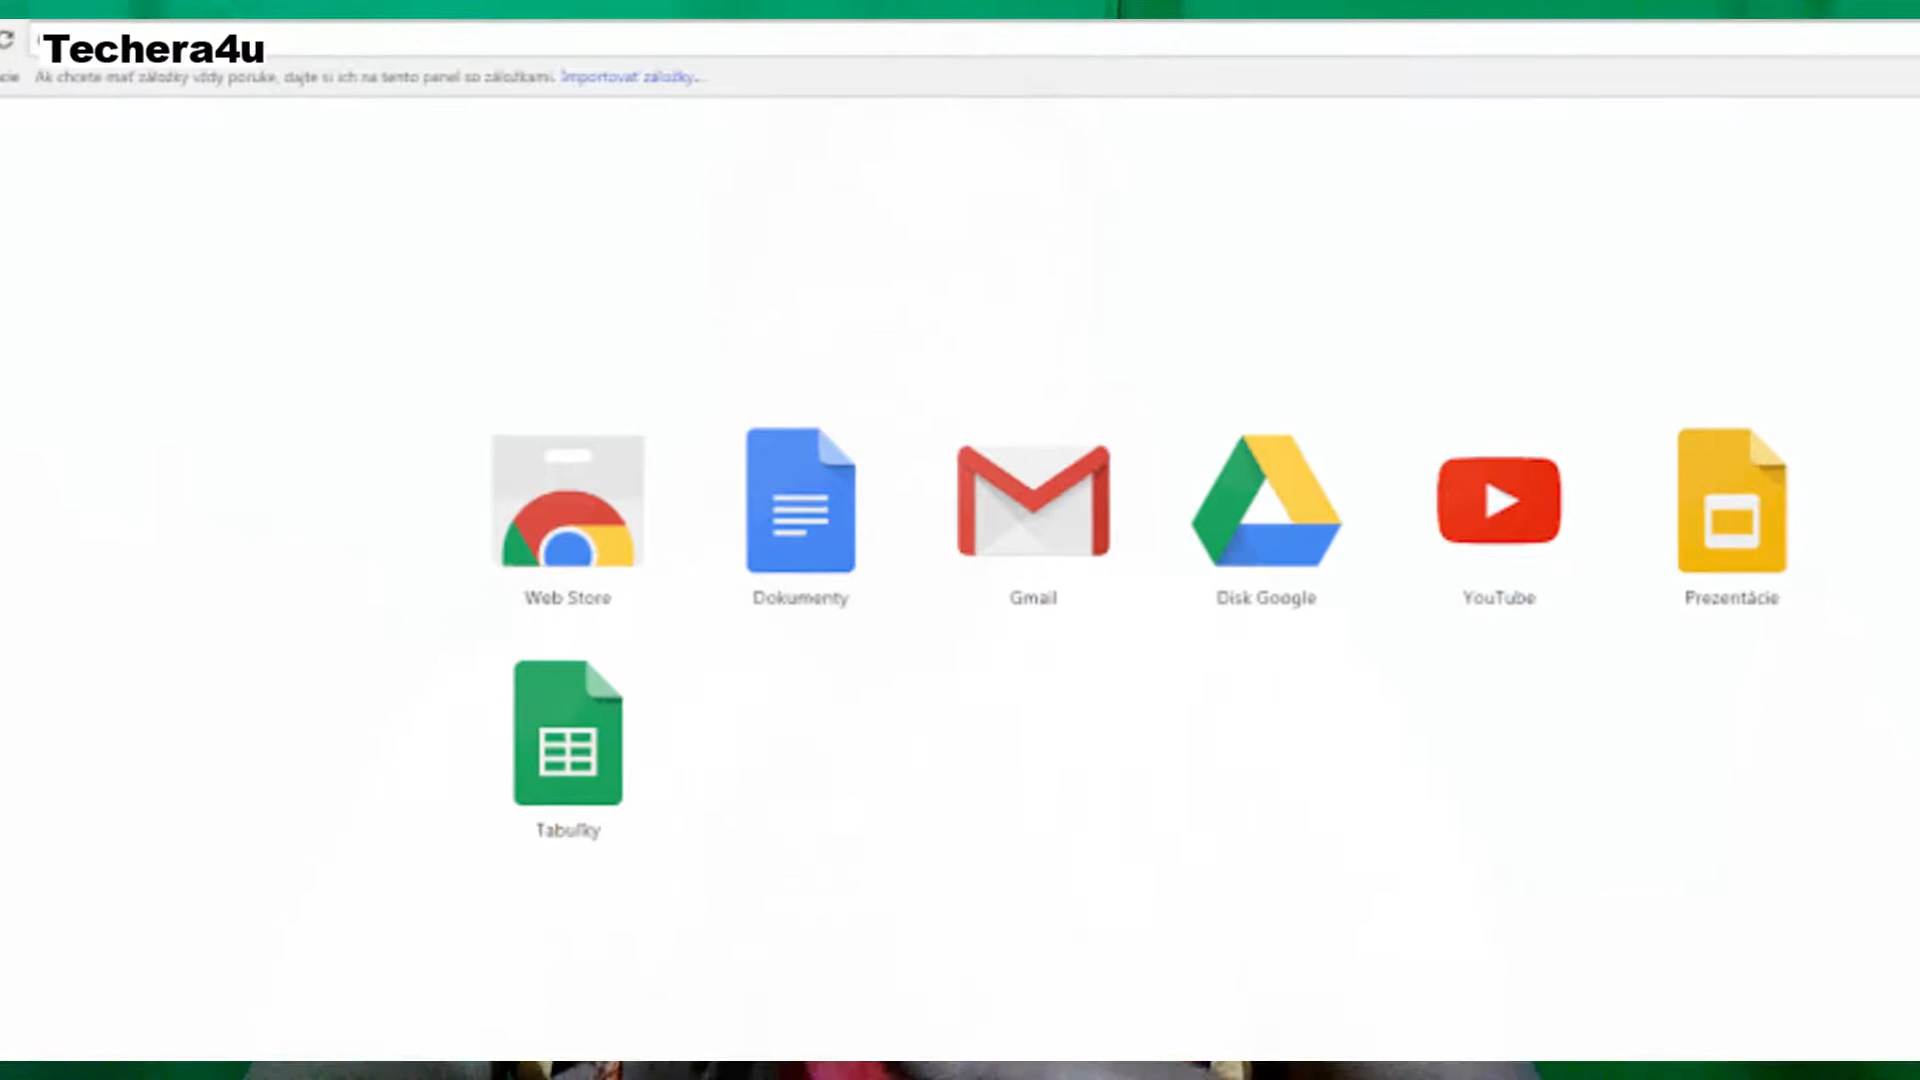 Techera4u
cie Ak chcete mať záložky vždy poruke, dajte si ich na tento panel so záložkami. Importovať záložky...
Web Store
Dokumenty
Gmail
Disk Google
YouTube
Prezentácie
Tabuľky